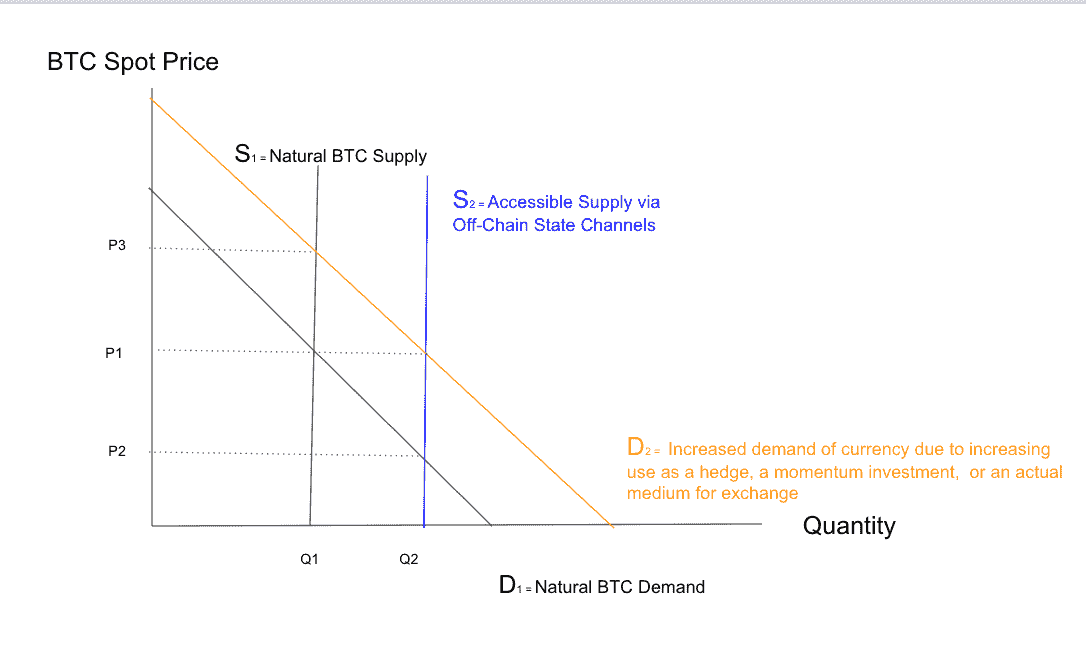 BTC Spot Price
S1 = Natural BTC Supply
S2 = Accessible Supply via
Off-Chain State Channels
P3
P1
P2
D2 = Increased demand of currency due to increasing
use as a hedge, a momentum investment, or an actual
medium for exchange
Quantity
Q1
Q2
D1 = Natural BTC Demand